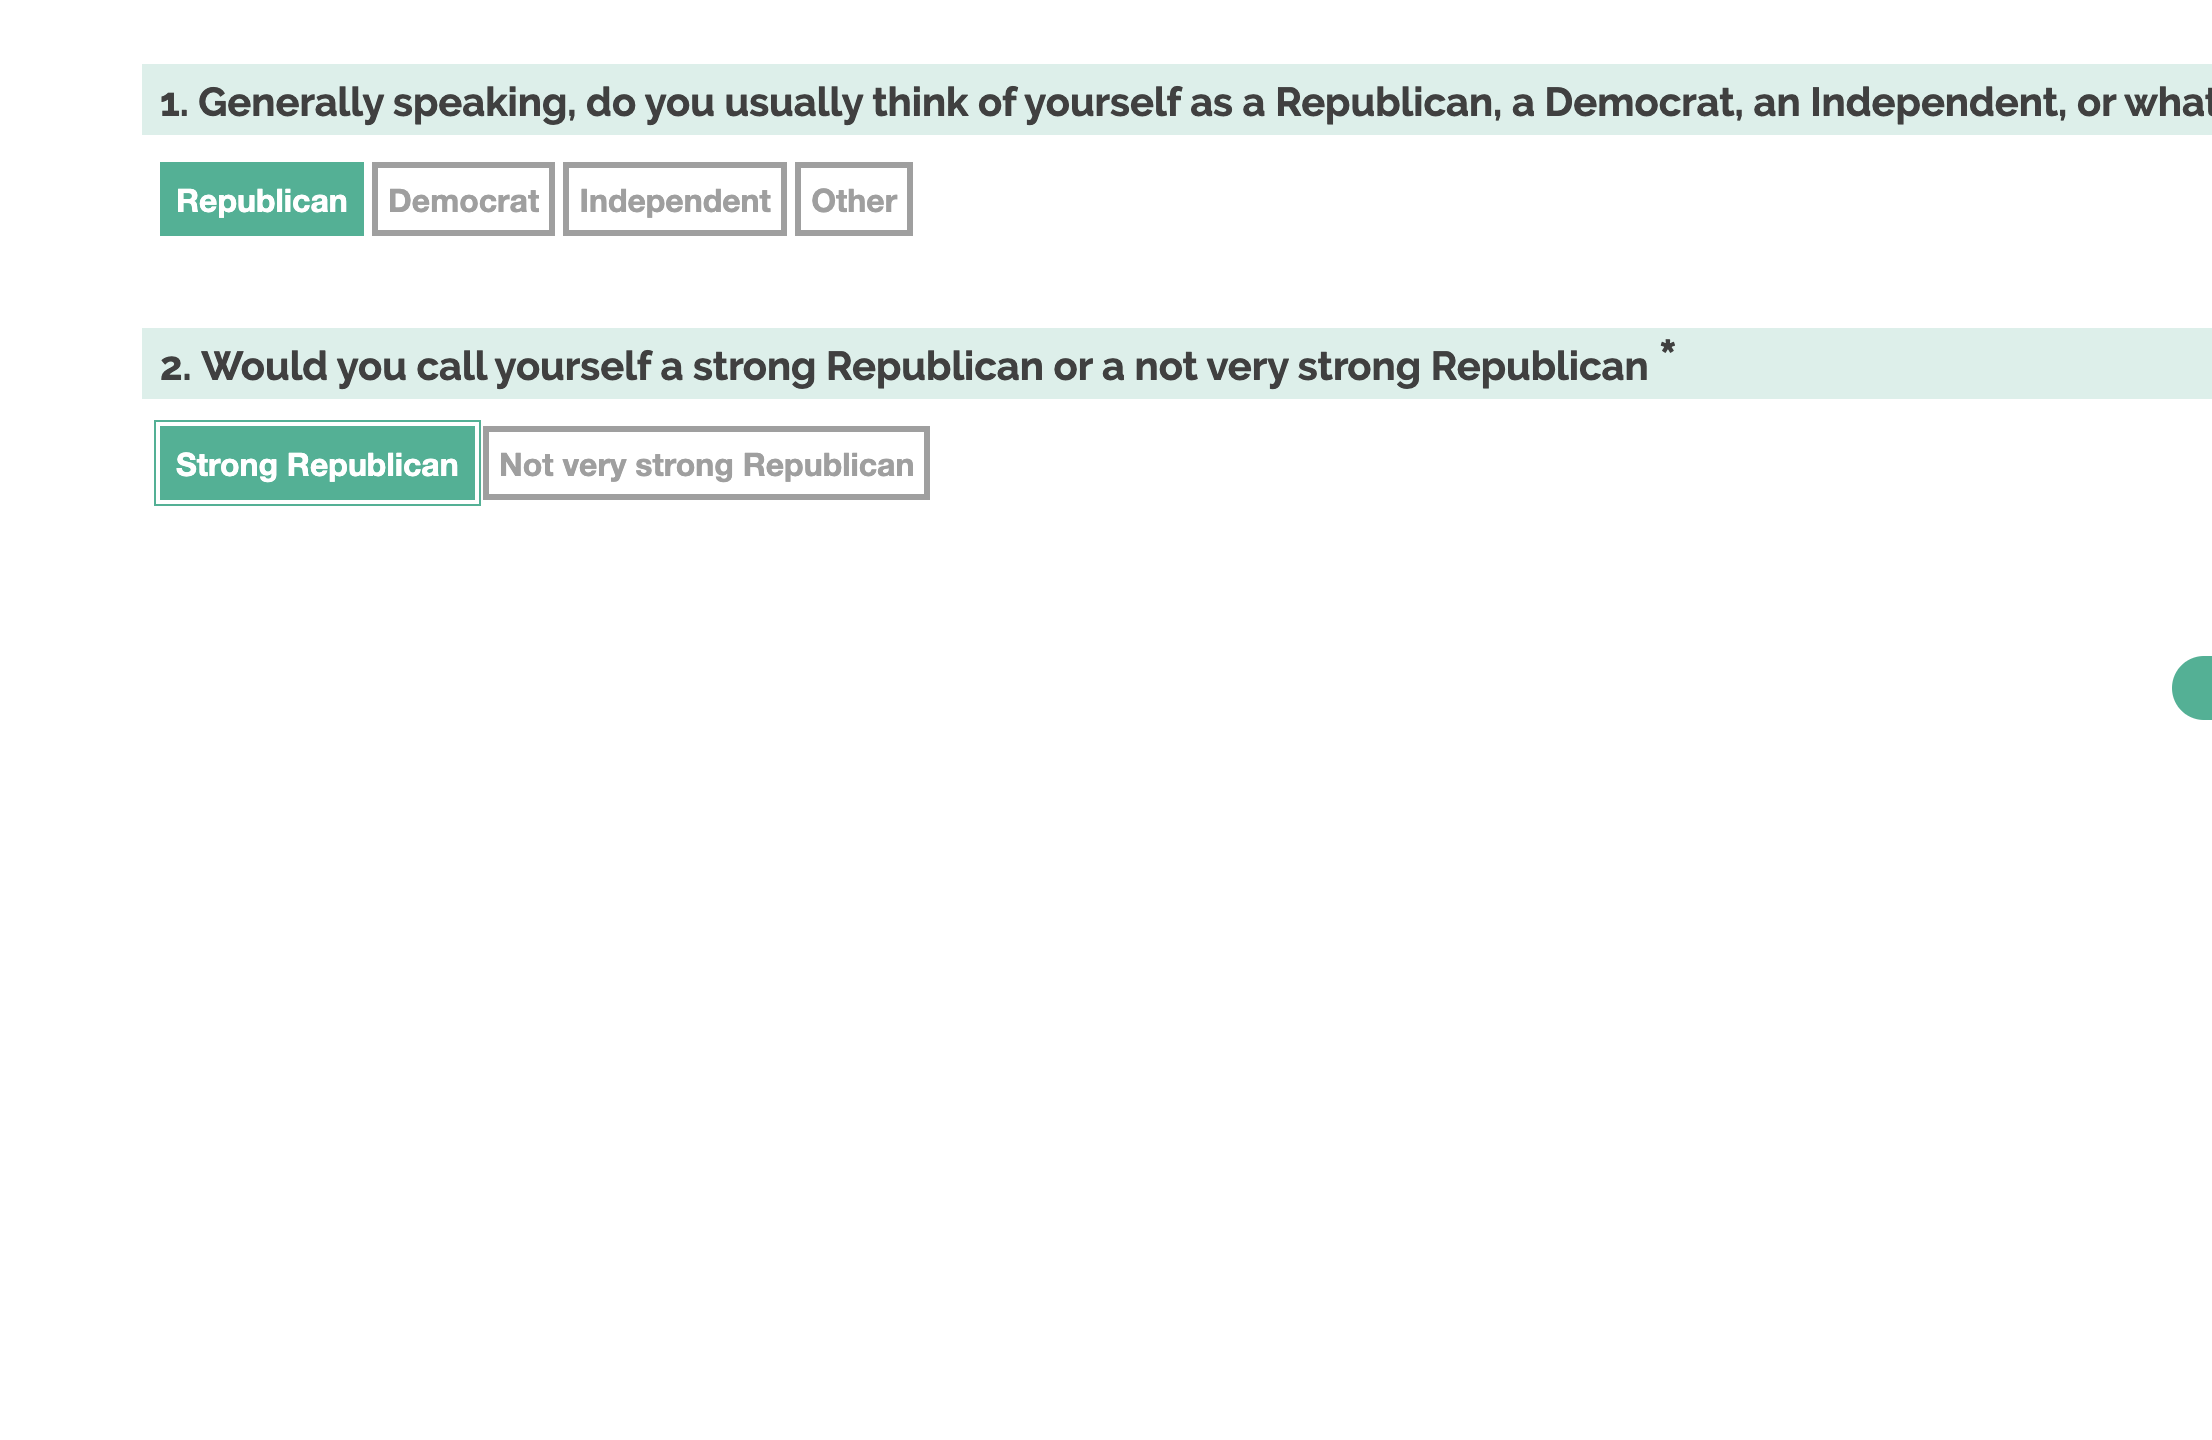 1. Generally speaking, do you usually think of yourself as a Republican, a Democrat, an Independent, or what
Republican Democrat Independent Other
2. Would you call yourself a strong Republican or a not very strong Republican *
Strong Republican Not very strong Republican